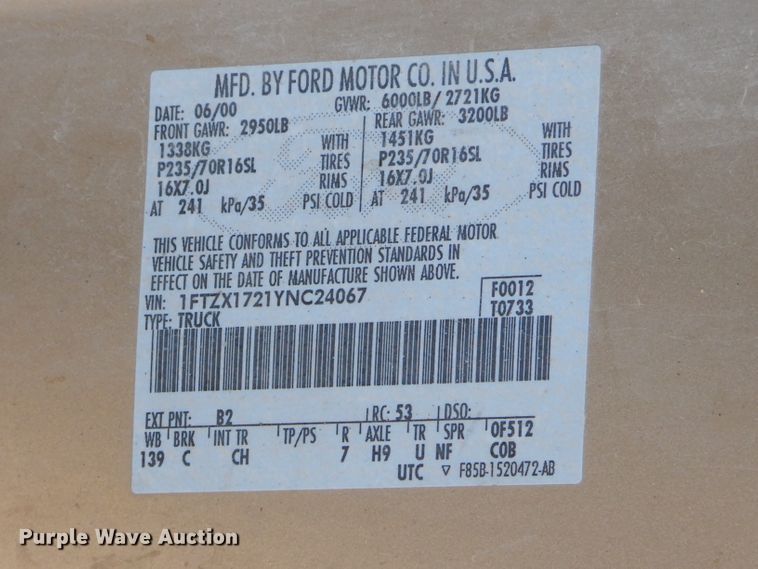 MFD. BY FORD MOTOR CO. IN U.S.A.
DATE: 06/00 GVWR: 6000LB/ 2721KG
FRONT GAWR: 2950LB REAR GAWR: 3200LB
1338KG WITH 1451KG WITH
P235/70R16SL TIRES P235/70R16SL TIRES
16X7.0J RIMS 16X7.0J RIMS
AT 241 kPa/35 PSI COLD AT 241 kPa/35 PSI COLD
THIS VEHICLE CONFORMS TO ALL APPLICABLE FEDERAL MOTOR
VEHICLE SAFETY AND THEFT PREVENTION STANDARDS IN
EFFECT ON THE DATE OF MANUFACTURE SHOWN ABOVE.
VIN: 1FTZX1721YNC24067 F0012
TYPE: TRUCK T0733
EXT PNT: B2 RC: 53 DSO:
WB BRK INT TR TP/PS R AXLE TR SPR 0F512
139 C CH 7 H9 U NF COB
UTC ▽ F85B-1520472-AB
Purple Wave Auction